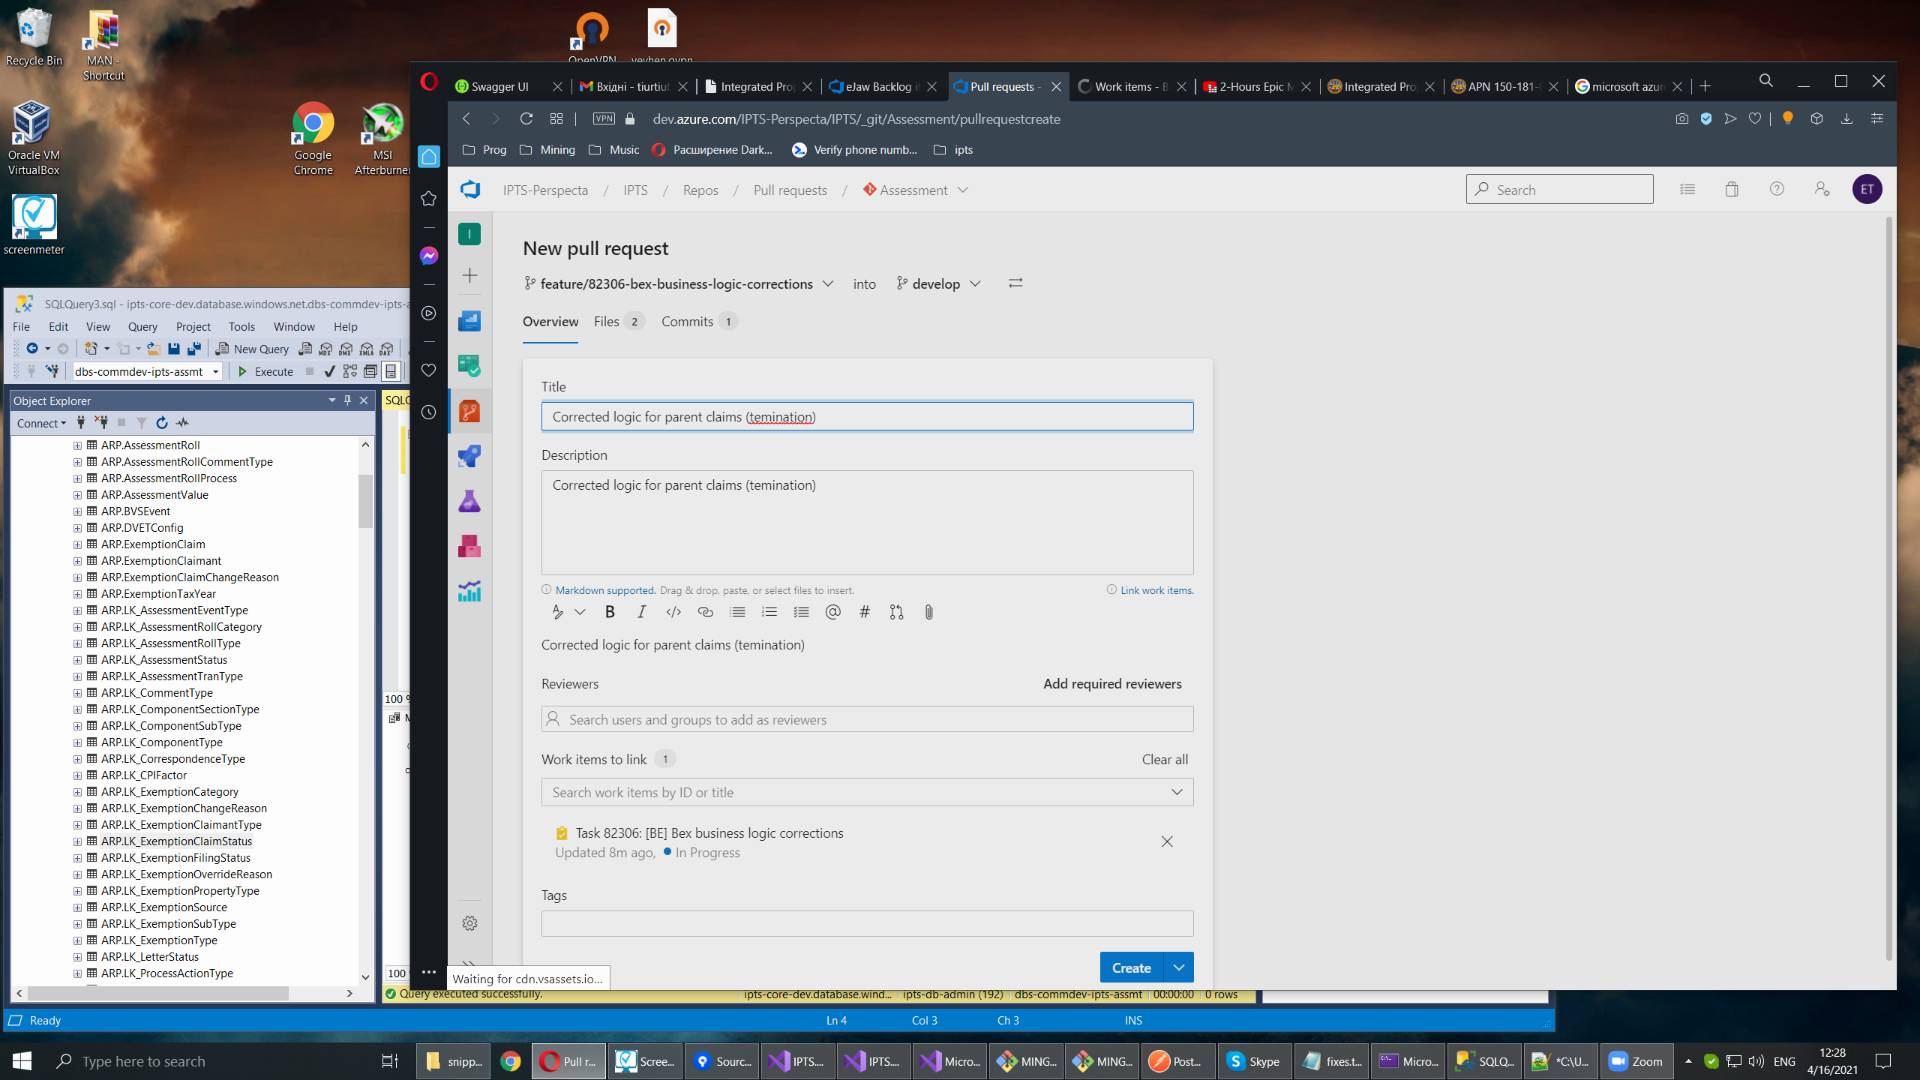 Recycle Bin
MAN - Shortcut
OpenVPN
yevhen.ovpn
Oracle VM VirtualBox
Google Chrome
MSI Afterburner
screenmeter
Swagger UI
Вхідні - tiurtiu
Integrated Pro
eJaw Backlog i
Pull requests -
Work items - B
2-Hours Epic M
Integrated Pro
APN 150-181-
microsoft azur
VPN
dev.azure.com/IPTS-Perspecta/IPTS/_git/Assessment/pullrequestcreate
Prog
Mining
Music
Расширение Dark...
Verify phone numb...
ipts
IPTS-Perspecta / IPTS / Repos / Pull requests / Assessment
Search
ET
I
New pull request
feature/82306-bex-business-logic-corrections into develop
Overview
Files 2
Commits 1
Title
Corrected logic for parent claims (temination)
Description
Corrected logic for parent claims (temination)
Markdown supported. Drag & drop, paste, or select files to insert.
Link work items.
Corrected logic for parent claims (temination)
Reviewers
Add required reviewers
Search users and groups to add as reviewers
Work items to link 1
Clear all
Search work items by ID or title
Task 82306: [BE] Bex business logic corrections
Updated 8m ago, In Progress
Tags
Create
Waiting for cdn.vsassets.io...
SQLQuery3.sql - ipts-core-dev.database.windows.net.dbs-commdev-ipts-a
File Edit View Query Project Tools Window Help
New Query
dbs-commdev-ipts-assmt
Execute
Object Explorer
SQLQ
Connect
ARP.AssessmentRoll
ARP.AssessmentRollCommentType
ARP.AssessmentRollProcess
ARP.AssessmentValue
ARP.BVSEvent
ARP.DVETConfig
ARP.ExemptionClaim
ARP.ExemptionClaimant
ARP.ExemptionClaimChangeReason
ARP.ExemptionTaxYear
ARP.LK_AssessmentEventType
ARP.LK_AssessmentRollCategory
ARP.LK_AssessmentRollType
ARP.LK_AssessmentStatus
ARP.LK_AssessmentTranType
ARP.LK_CommentType
ARP.LK_ComponentSectionType
ARP.LK_ComponentSubType
ARP.LK_ComponentType
ARP.LK_CorrespondenceType
ARP.LK_CPIFactor
ARP.LK_ExemptionCategory
ARP.LK_ExemptionChangeReason
ARP.LK_ExemptionClaimantType
ARP.LK_ExemptionClaimStatus
ARP.LK_ExemptionFilingStatus
ARP.LK_ExemptionOverrideReason
ARP.LK_ExemptionPropertyType
ARP.LK_ExemptionSource
ARP.LK_ExemptionSubType
ARP.LK_ExemptionType
ARP.LK_LetterStatus
ARP.LK_ProcessActionType
100 %
100
Query executed successfully.
ipts-core-dev.database.wind...
ipts-db-admin (192)
dbs-commdev-ipts-assmt
00:00:00
0 rows
Ready
Ln 4
Col 3
Ch 3
INS
Type here to search
snipp...
Pull r...
Scree...
Sourc...
IPTS...
IPTS...
Micro...
MING...
MING...
Post...
Skype
fixes.t...
Micro...
SQLQ...
*C:\U...
Zoom
ENG
12:28
4/16/2021